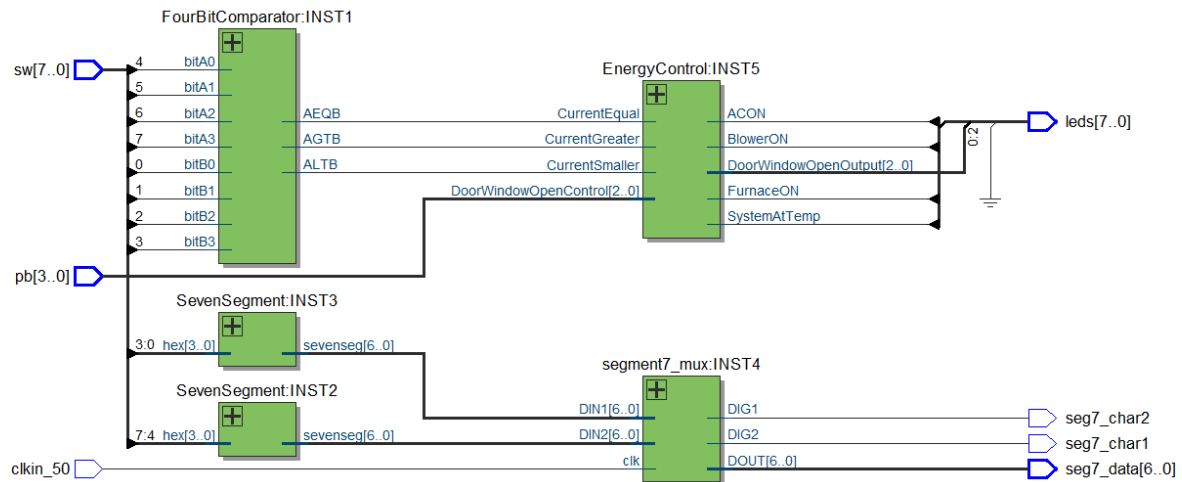 FourBitComparator:INST1
sw[7..0]
4 bitA0
5 bitA1
6 bitA2
7 bitA3
0 bitB0
1 bitB1
2 bitB2
3 bitB3
AEQB
AGTB
ALTB
EnergyControl:INST5
CurrentEqual
CurrentGreater
CurrentSmaller
DoorWindowOpenControl[2..0]
ACON
BlowerON
DoorWindowOpenOutput[2..0]
FurnaceON
SystemAtTemp
0:2
leds[7..0]
pb[3..0]
SevenSegment:INST3
3:0 hex[3..0] sevenseg[6..0]
SevenSegment:INST2
7:4 hex[3..0] sevenseg[6..0]
clkin_50
segment7_mux:INST4
DIN1[6..0]
DIN2[6..0]
clk
DIG1
DIG2
DOUT[6..0]
seg7_char2
seg7_char1
seg7_data[6..0]